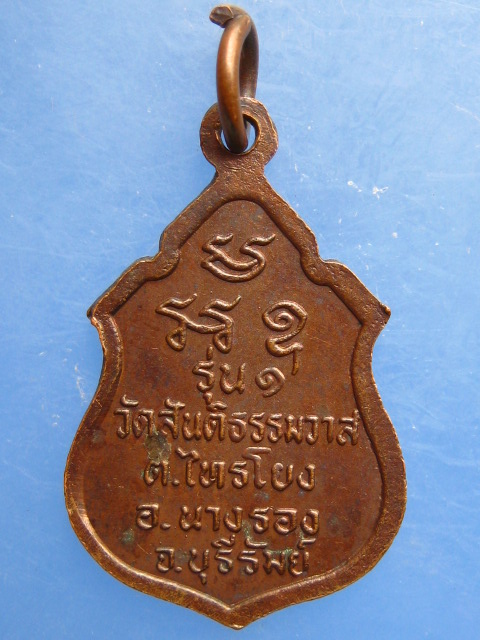 รุ่น ๑
วัดสันติธรรมวาส
ต.ไทรโยง
อ.นางรอง
จ.บุรีรัมย์